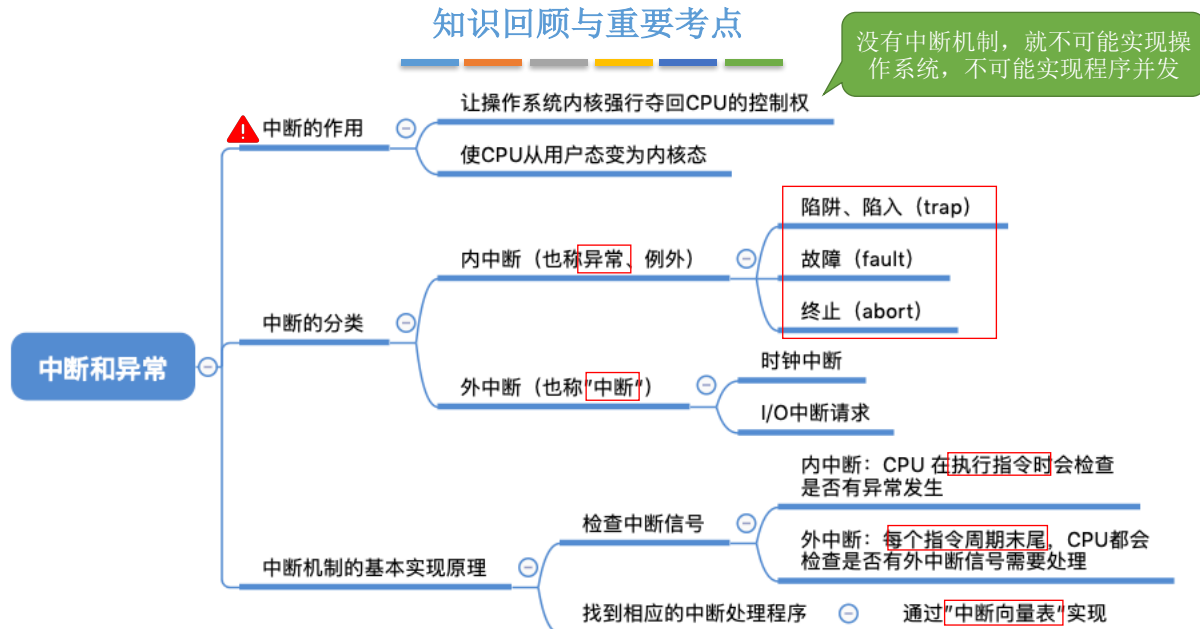 知识回顾与重要考点
没有中断机制，就不可能实现操
作系统，不可能实现程序并发
中断和异常
中断的作用
让操作系统内核强行夺回CPU的控制权
使CPU从用户态变为内核态
中断的分类
内中断（也称异常、例外）
陷阱、陷入（trap）
故障（fault）
终止（abort）
外中断（也称”中断“）
时钟中断
I/O中断请求
中断机制的基本实现原理
检查中断信号
内中断：CPU 在执行指令时会检查
是否有异常发生
外中断：每个指令周期末尾，CPU都会
检查是否有外中断信号需要处理
找到相应的中断处理程序
通过”中断向量表“实现